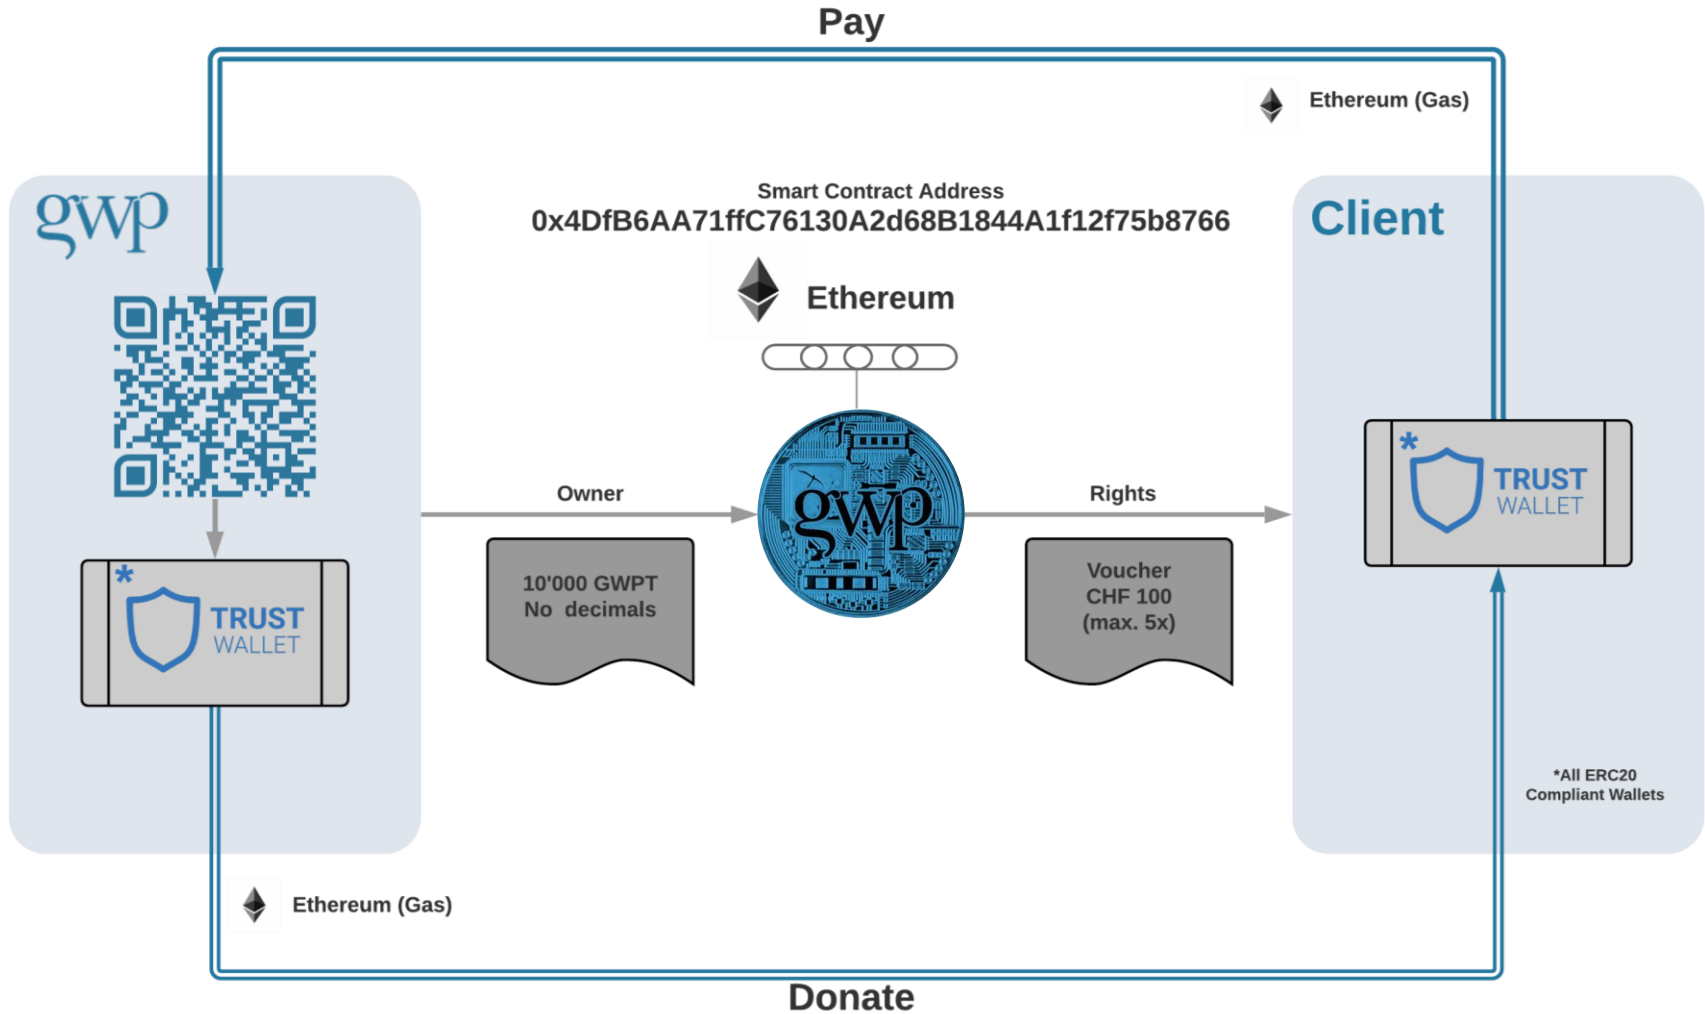 Pay
Ethereum (Gas)
gwp
Smart Contract Address
0x4DfB6AA71ffC76130A2d68B1844A1f12f75b8766
Client
Ethereum
Owner
gwp
Rights
* TRUST
WALLET
10'000 GWPT
No decimals
Voucher
CHF 100
(max. 5x)
* TRUST
WALLET
*All ERC20
Compliant Wallets
Ethereum (Gas)
Donate